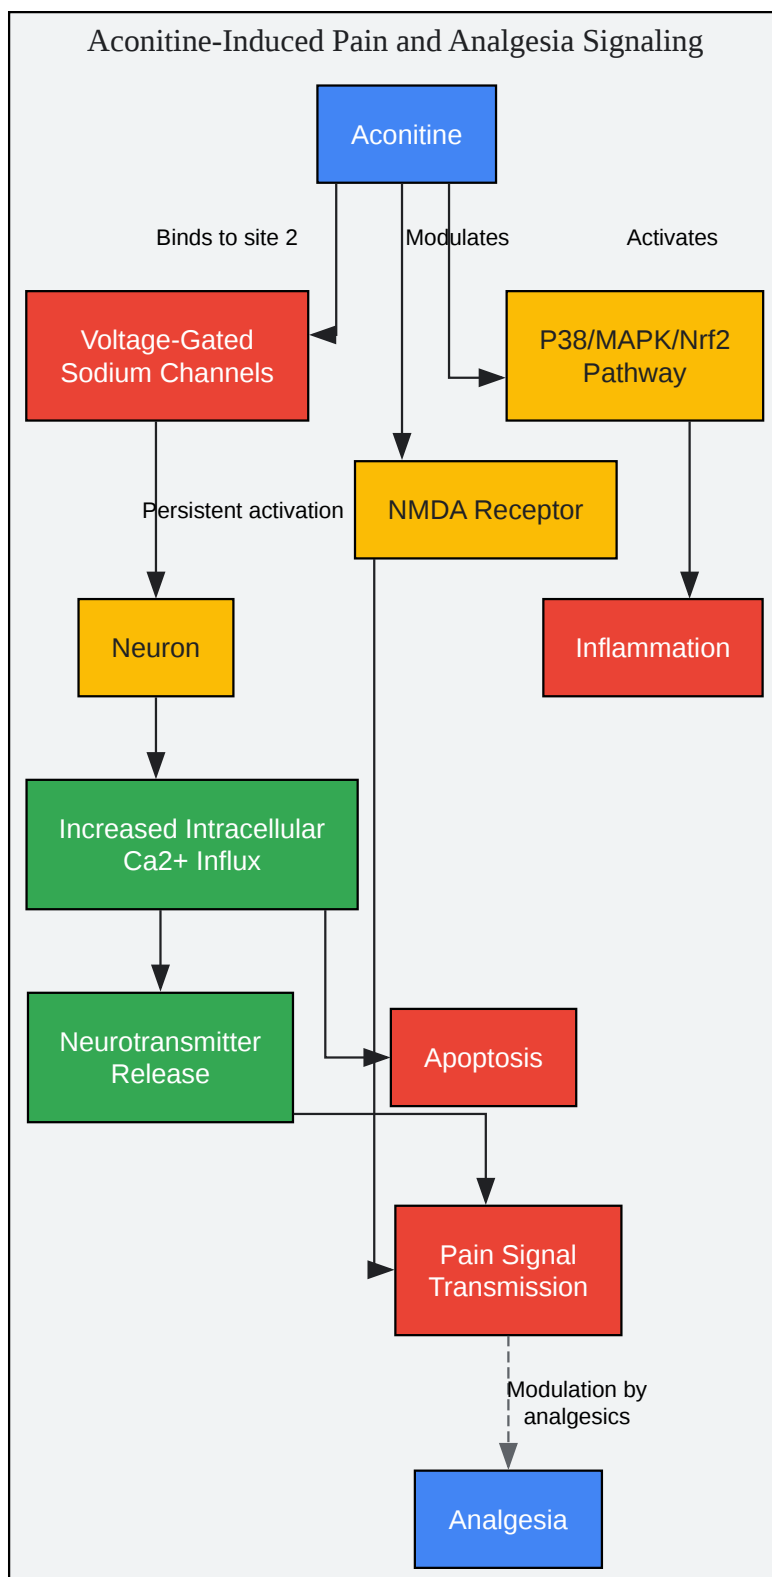 Aconitine-Induced Pain and Analgesia Signaling
Aconitine
Binds to site 2
Modulates
Activates
Voltage-Gated
Sodium Channels
P38/MAPK/Nrf2
Pathway
Persistent activation
NMDA Receptor
Neuron
Inflammation
Increased Intracellular
Ca2+ Influx
Neurotransmitter
Release
Apoptosis
Pain Signal
Transmission
Modulation by
analgesics
Analgesia